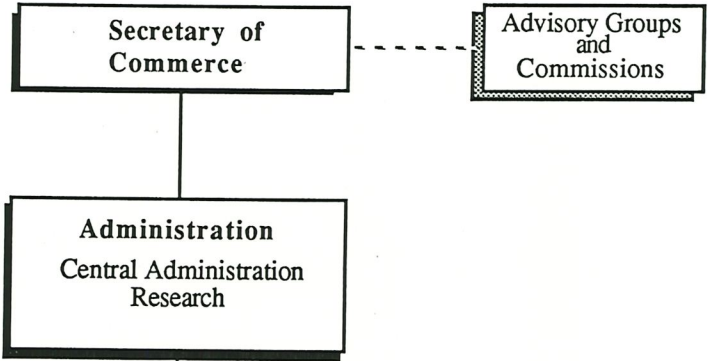 Secretary of
Commerce
Advisory Groups
and
Commissions
Administration
Central Administration
Research